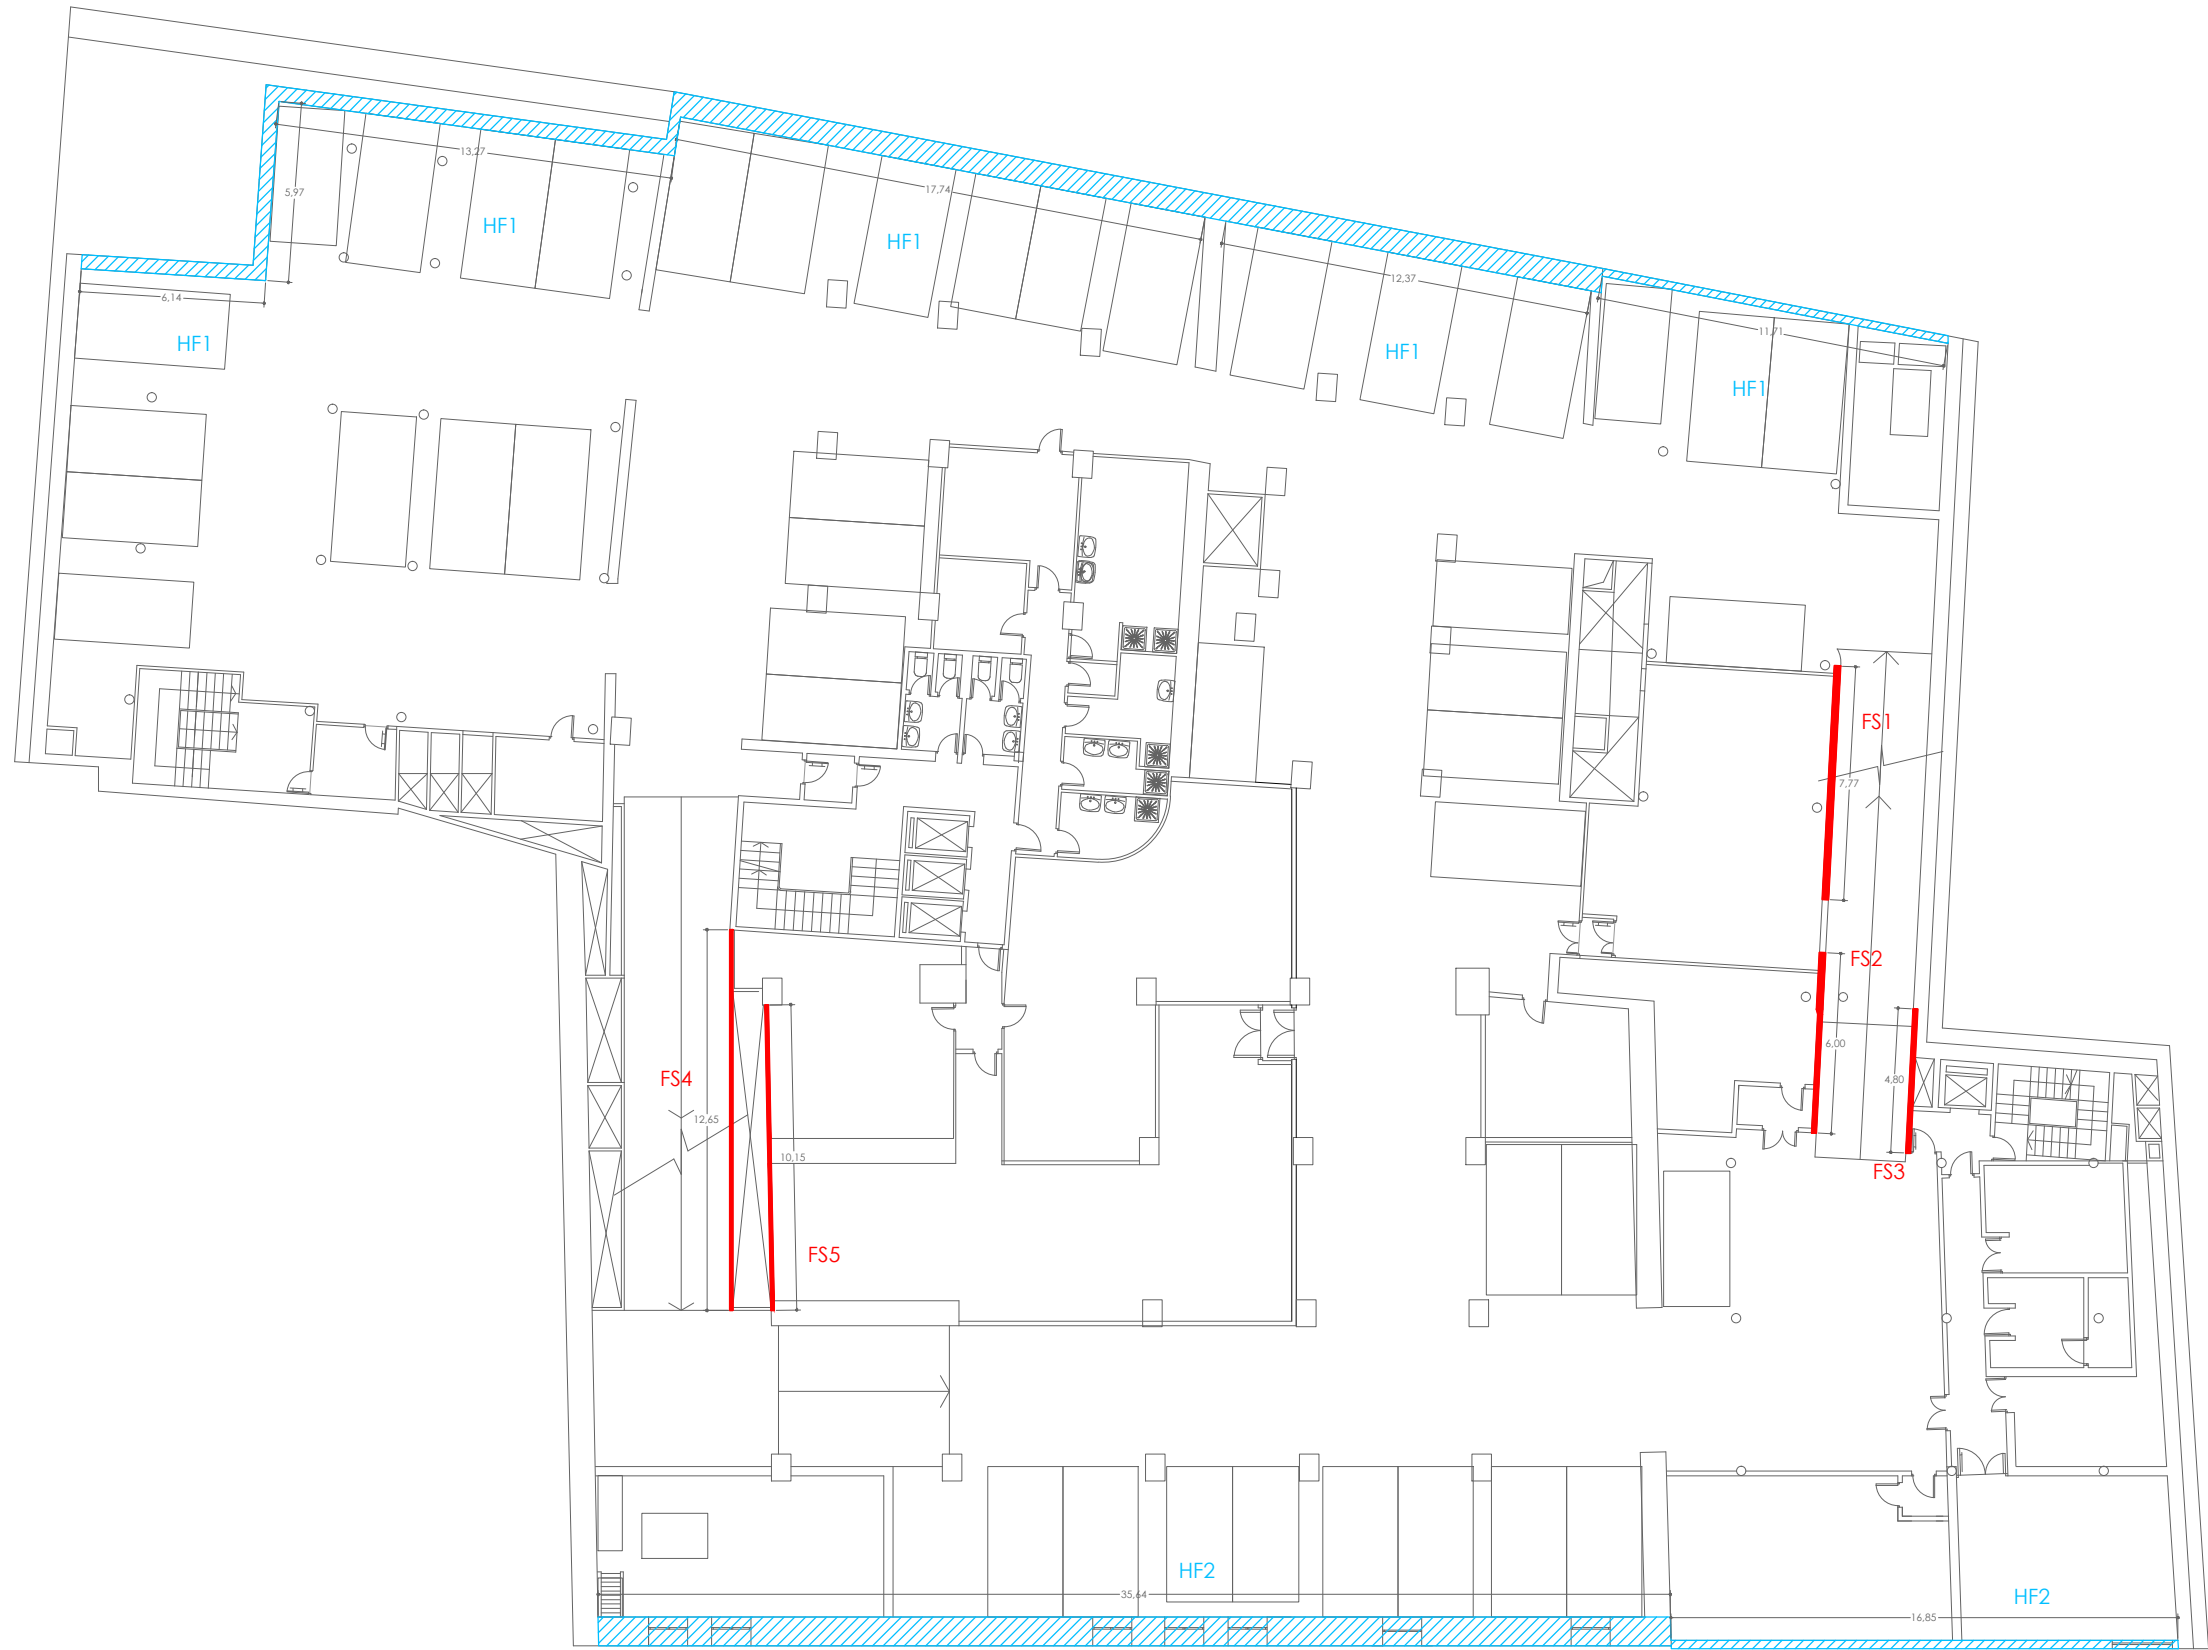 13,27
5,97
HF1
17,74
HF1
6,14
HF1
12,37
HF1
11,71
HF1
FS1
7,77
FS2
6,00
4,80
FS3
FS4
12,65
10,15
FS5
HF2
35,64
HF2
16,85